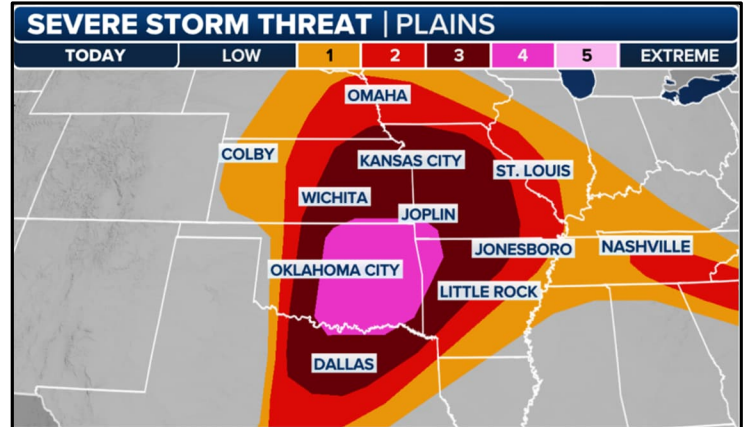 SEVERE STORM THREAT | PLAINS
TODAY LOW 1 2 3 4 5 EXTREME
OMAHA
COLBY
KANSAS CITY
ST. LOUIS
WICHITA
JOPLIN
JONESBORO
NASHVILLE
OKLAHOMA CITY
LITTLE ROCK
DALLAS